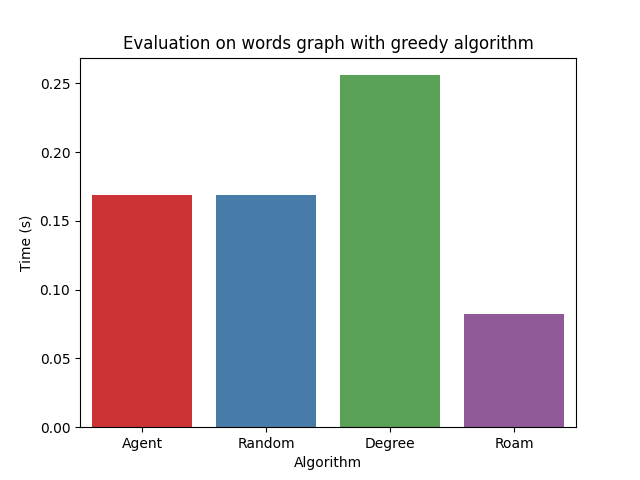 Evaluation on words graph with greedy algorithm
Time (s)
0.25
0.20
0.15
0.10
0.05
0.00
Agent Random Degree Roam
Algorithm